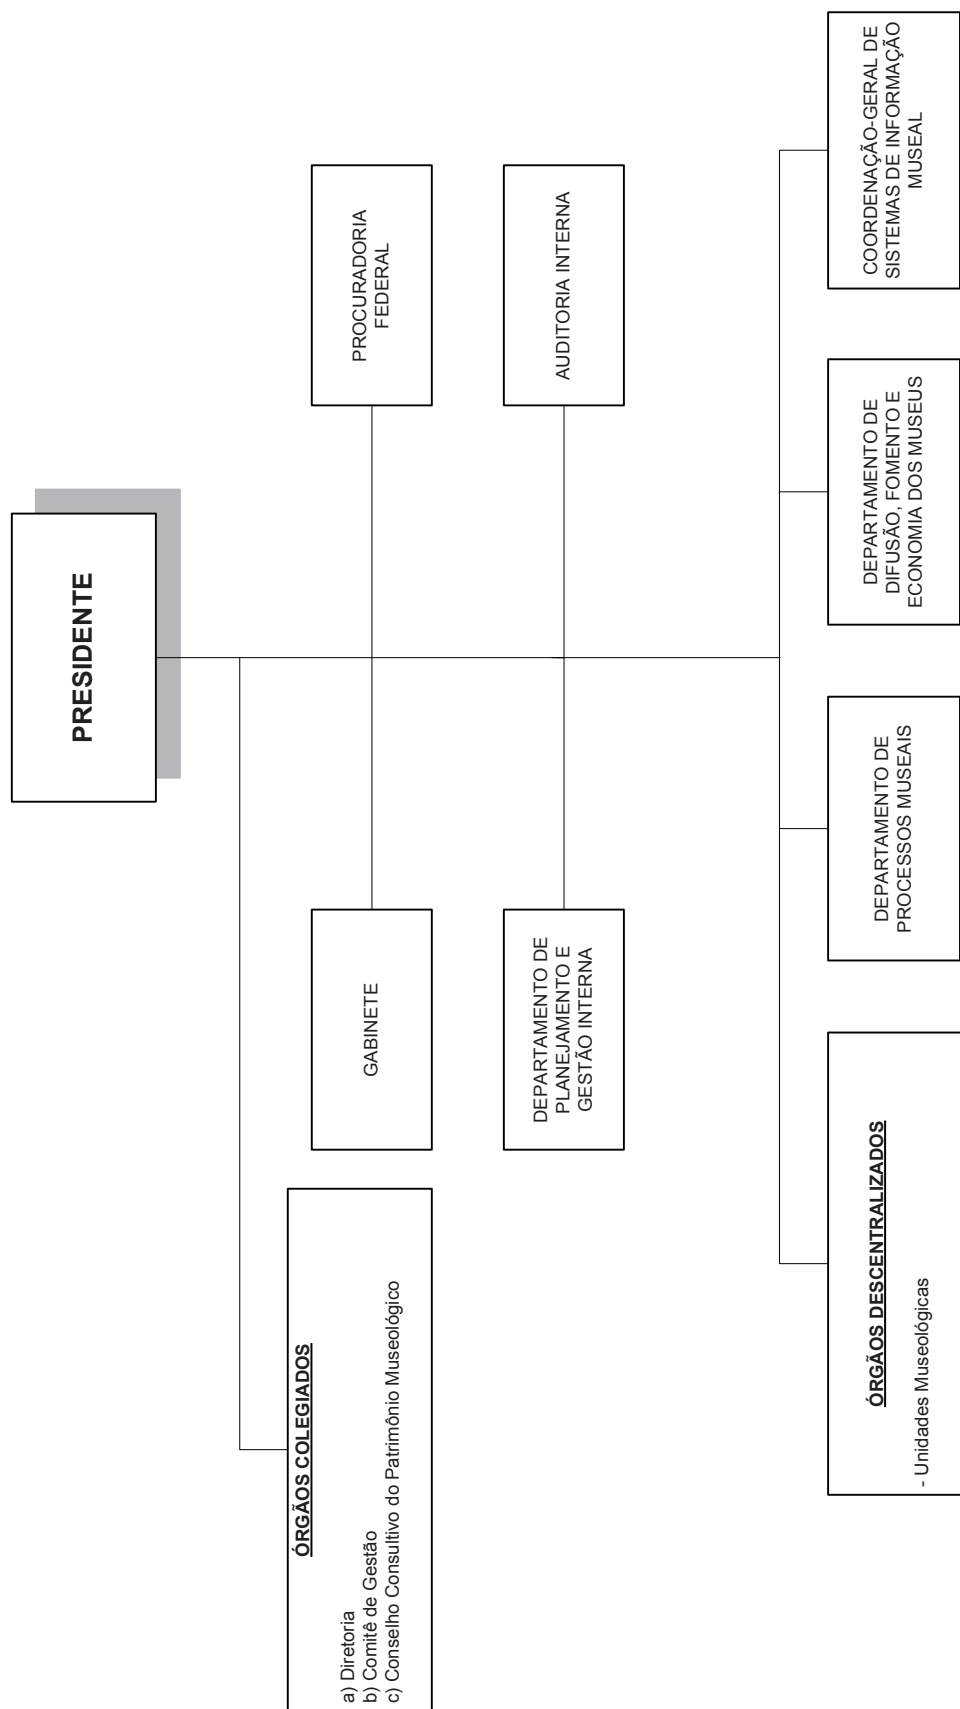 PRESIDENTE
ÓRGÃOS COLEGIADOS
a) Diretoria
b) Comitê de Gestão
c) Conselho Consultivo do Patrimônio Museológico
GABINETE
PROCURADORIA
FEDERAL
DEPARTAMENTO DE
PLANEJAMENTO E
GESTÃO INTERNA
AUDITORIA INTERNA
ÓRGÃOS DESCENTRALIZADOS
- Unidades Museológicas
DEPARTAMENTO DE
PROCESSOS MUSEAIS
DEPARTAMENTO DE
DIFUSÃO, FOMENTO E
ECONOMIA DOS MUSEUS
COORDENAÇÃO-GERAL DE
SISTEMAS DE INFORMAÇÃO
MUSEAL